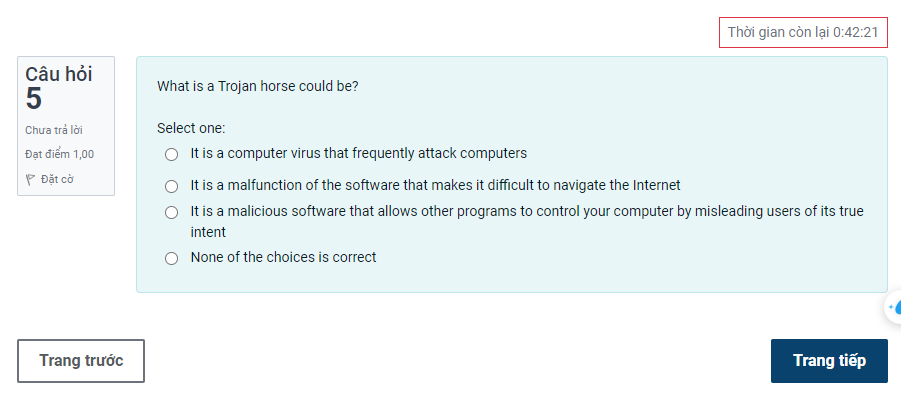 Thời gian còn lại 0:42:21
Câu hỏi
5
Chưa trả lời
Đạt điểm 1,00
Đặt cờ
What is a Trojan horse could be?
Select one:
It is a computer virus that frequently attack computers
It is a malfunction of the software that makes it difficult to navigate the Internet
It is a malicious software that allows other programs to control your computer by misleading users of its true
intent
None of the choices is correct
Trang trước
Trang tiếp